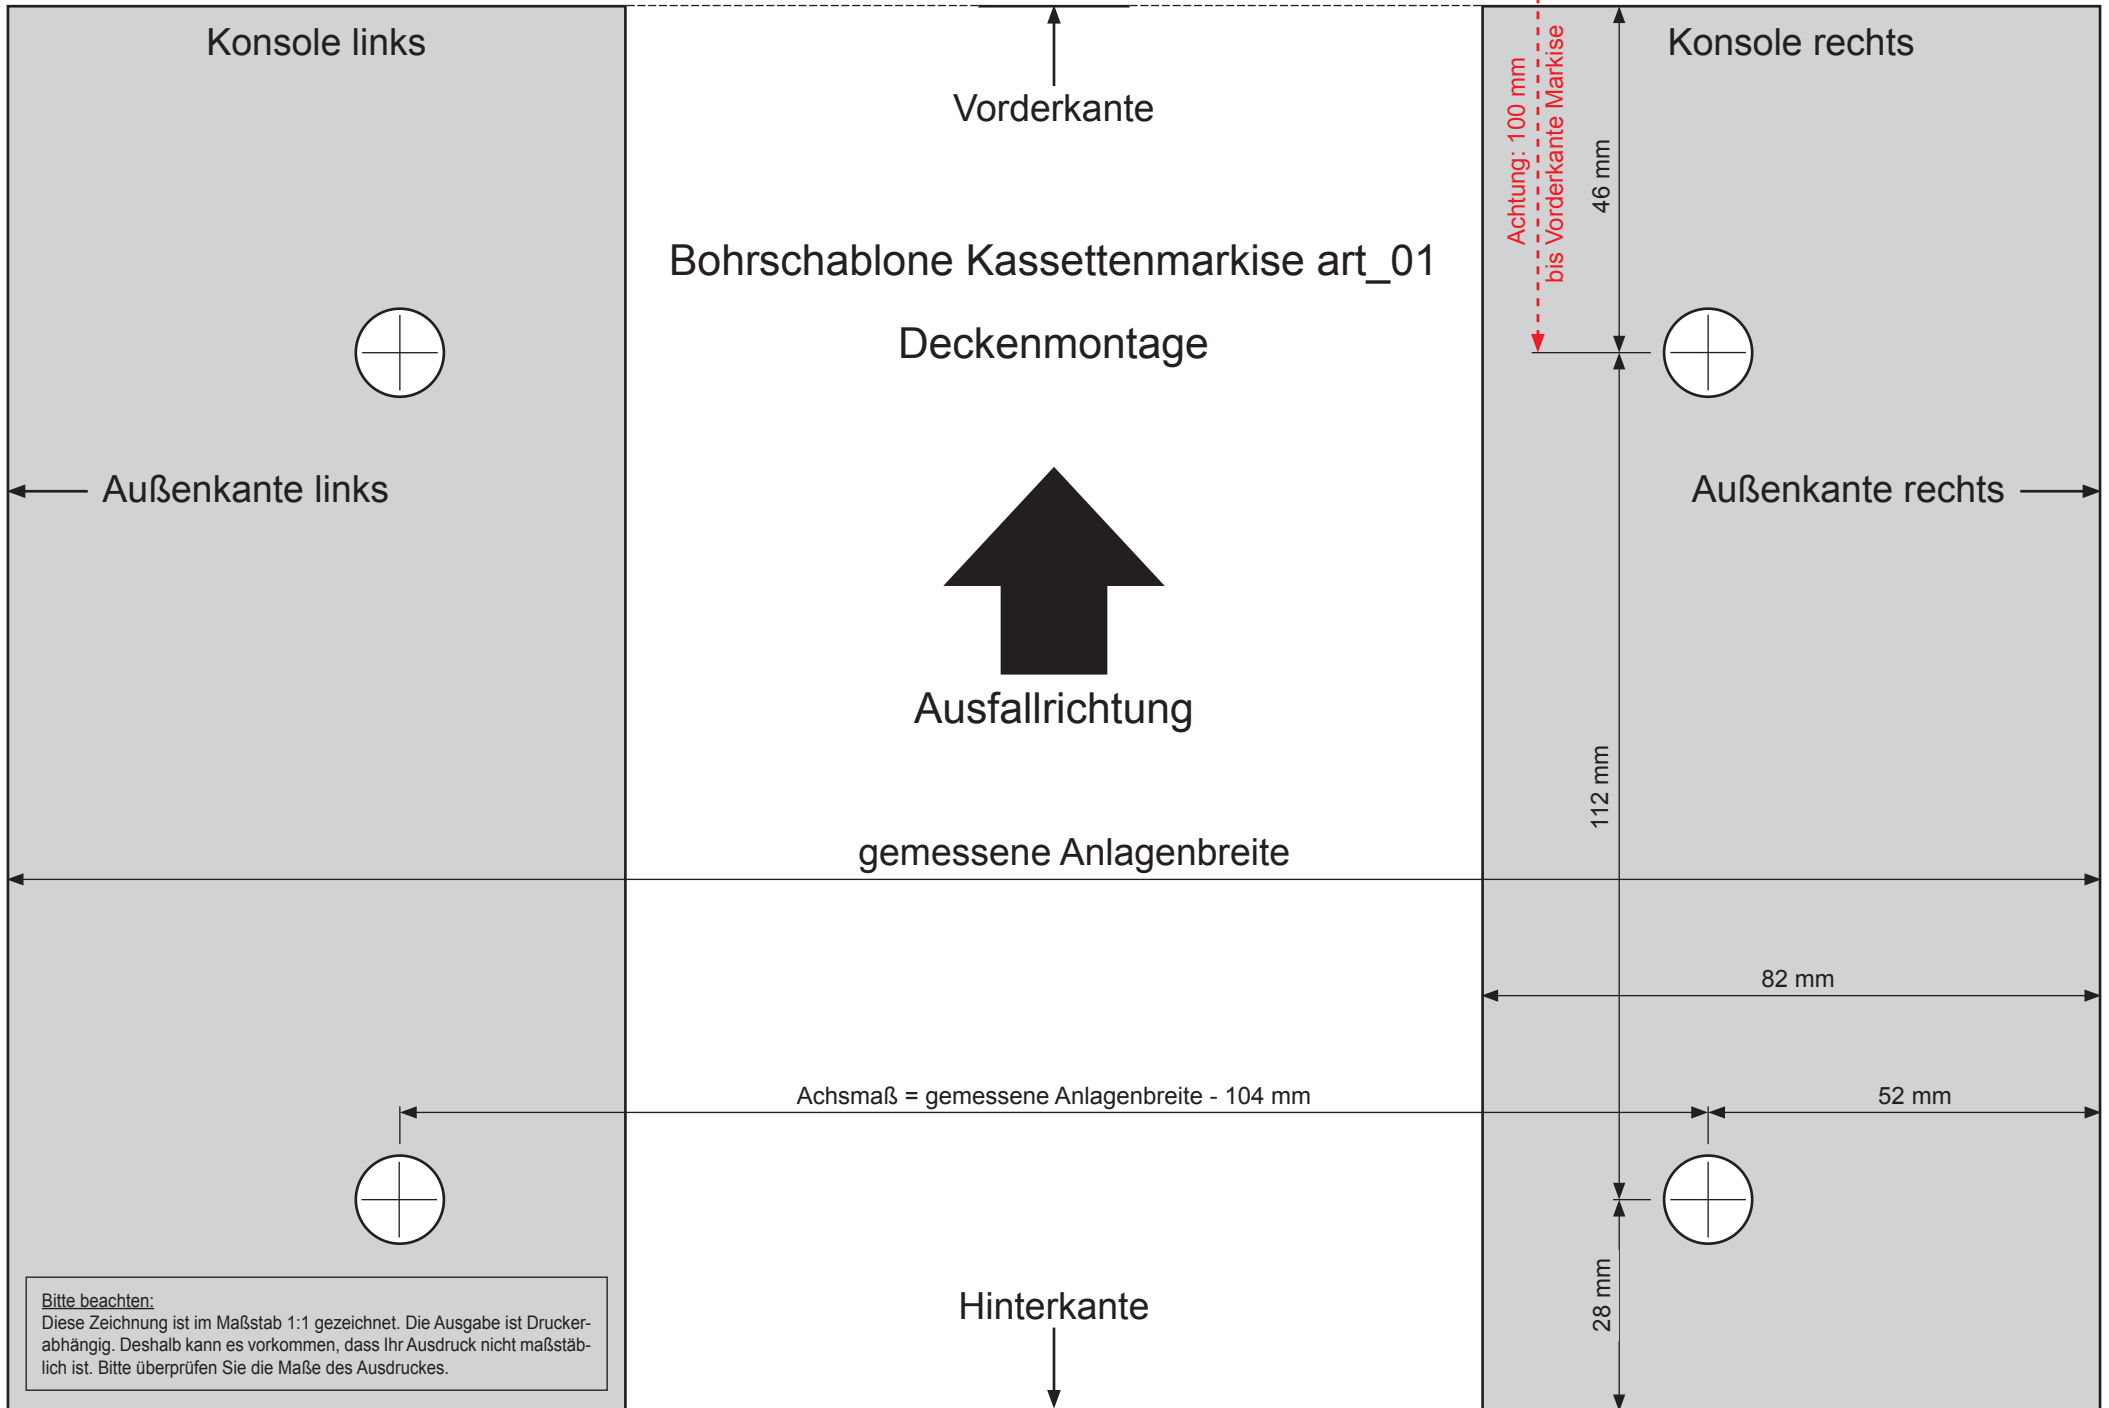 Konsole links
Konsole rechts
Vorderkante
Achtung: 100 mm
bis Vorderkante Markise
46 mm
Bohrschablone Kassettenmarkise art_01
Deckenmontage
Außenkante links
Außenkante rechts
Ausfallrichtung
112 mm
gemessene Anlagenbreite
82 mm
Achsmaß = gemessene Anlagenbreite - 104 mm
52 mm
Hinterkante
28 mm
Bitte beachten:
Diese Zeichnung ist im Maßstab 1:1 gezeichnet. Die Ausgabe ist Drucker-
abhängig. Deshalb kann es vorkommen, dass Ihr Ausdruck nicht maßstäb-
lich ist. Bitte überprüfen Sie die Maße des Ausdruckes.